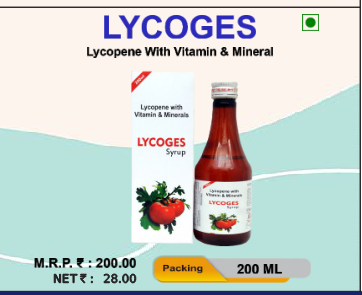 LYCOGES
Lycopene With Vitamin & Mineral
Lycopene with
Vitamin & Minerals
LYCOGES
Syrup
Lycopene with
Vitamin & Minerals
LYCOGES
Syrup
M.R.P. ₹ : 200.00
NET ₹ : 28.00
Packing
200 ML